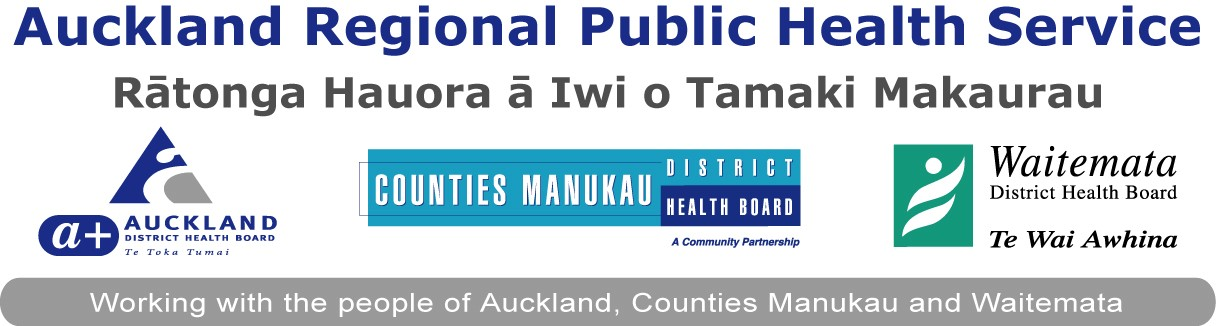 Auckland Regional Public Health Service
Rātonga Hauora ā Iwi o Tamaki Makaurau
a+
AUCKLAND
DISTRICT HEALTH BOARD
Te Toka Tumai
COUNTIES MANUKAU
DISTRICT
HEALTH BOARD
A Community Partnership
Waitemata
District Health Board
Te Wai Awhina
Working with the people of Auckland, Counties Manukau and Waitemata